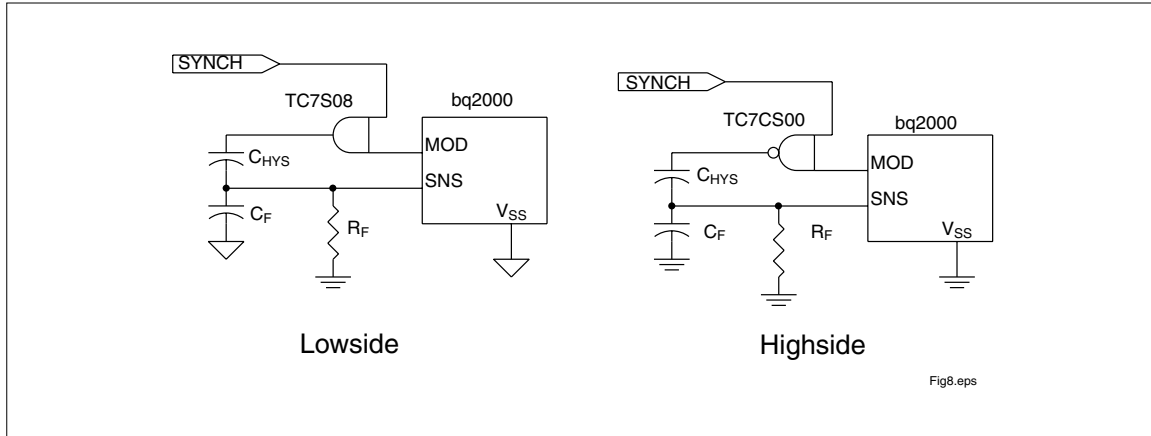 SYNCH
TC7S08
bq2000
MOD
SNS
VSS
CHYS
CF
RF
Lowside
SYNCH
TC7CS00
bq2000
MOD
SNS
VSS
CHYS
CF
RF
Highside
Fig8.eps